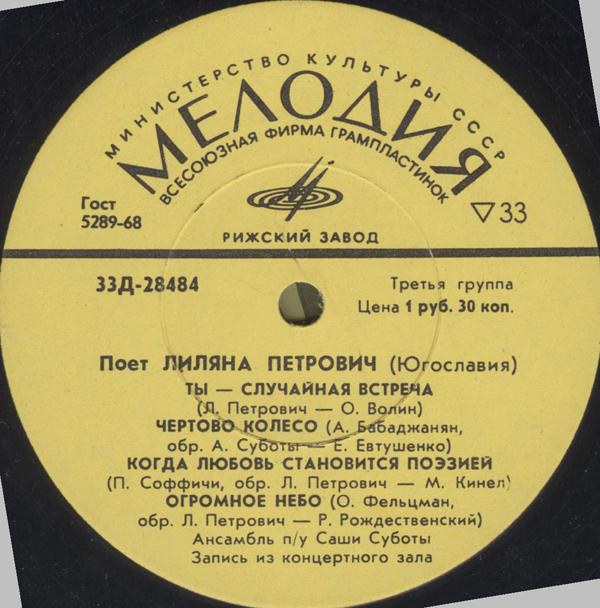 МИНИСТЕРСТВО КУЛЬТУРЫ СССР
МЕЛОДИЯ
ВСЕСОЮЗНАЯ ФИРМА ГРАМПЛАСТИНОК
Гост
5289-68
▽33
РИЖСКИЙ ЗАВОД
33Д-28484
Третья группа
Цена 1 руб. 30 коп.
Поет ЛИЛЯНА ПЕТРОВИЧ (Югославия)
ТЫ — СЛУЧАЙНАЯ ВСТРЕЧА
(Л. Петрович — О. Волин)
ЧЕРТОВО КОЛЕСО (А. Бабаджанян,
обр. А. Суботы — Е. Евтушенко)
КОГДА ЛЮБОВЬ СТАНОВИТСЯ ПОЭЗИЕЙ
(П. Соффичи, обр. Л. Петрович — М. Кинел)
ОГРОМНОЕ НЕБО (О. Фельцман,
обр. Л. Петрович — Р. Рождественский)
Ансамбль п/у Саши Суботы
Запись из концертного зала